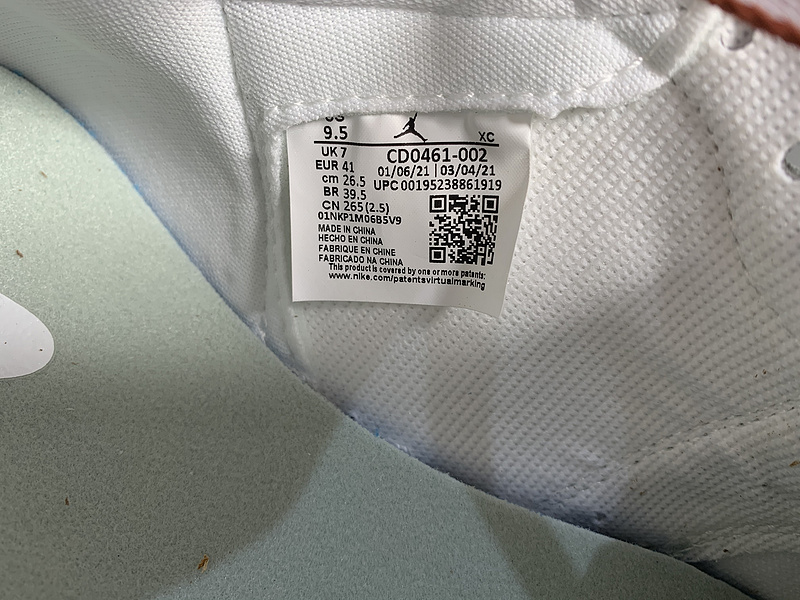 US
9.5
XC
UK 7
CD0461-002
EUR 41
01/06/21 | 03/04/21
cm 26.5
UPC 00195238861919
BR 39.5
CN 265 (2.5)
01NKP1M06B5V9
MADE IN CHINA
HECHO EN CHINA
FABRIQUE EN CHINE
FABRICADO NA CHINA
This product is covered by one or more patents:
www.nike.com/patentsvirtualmarking